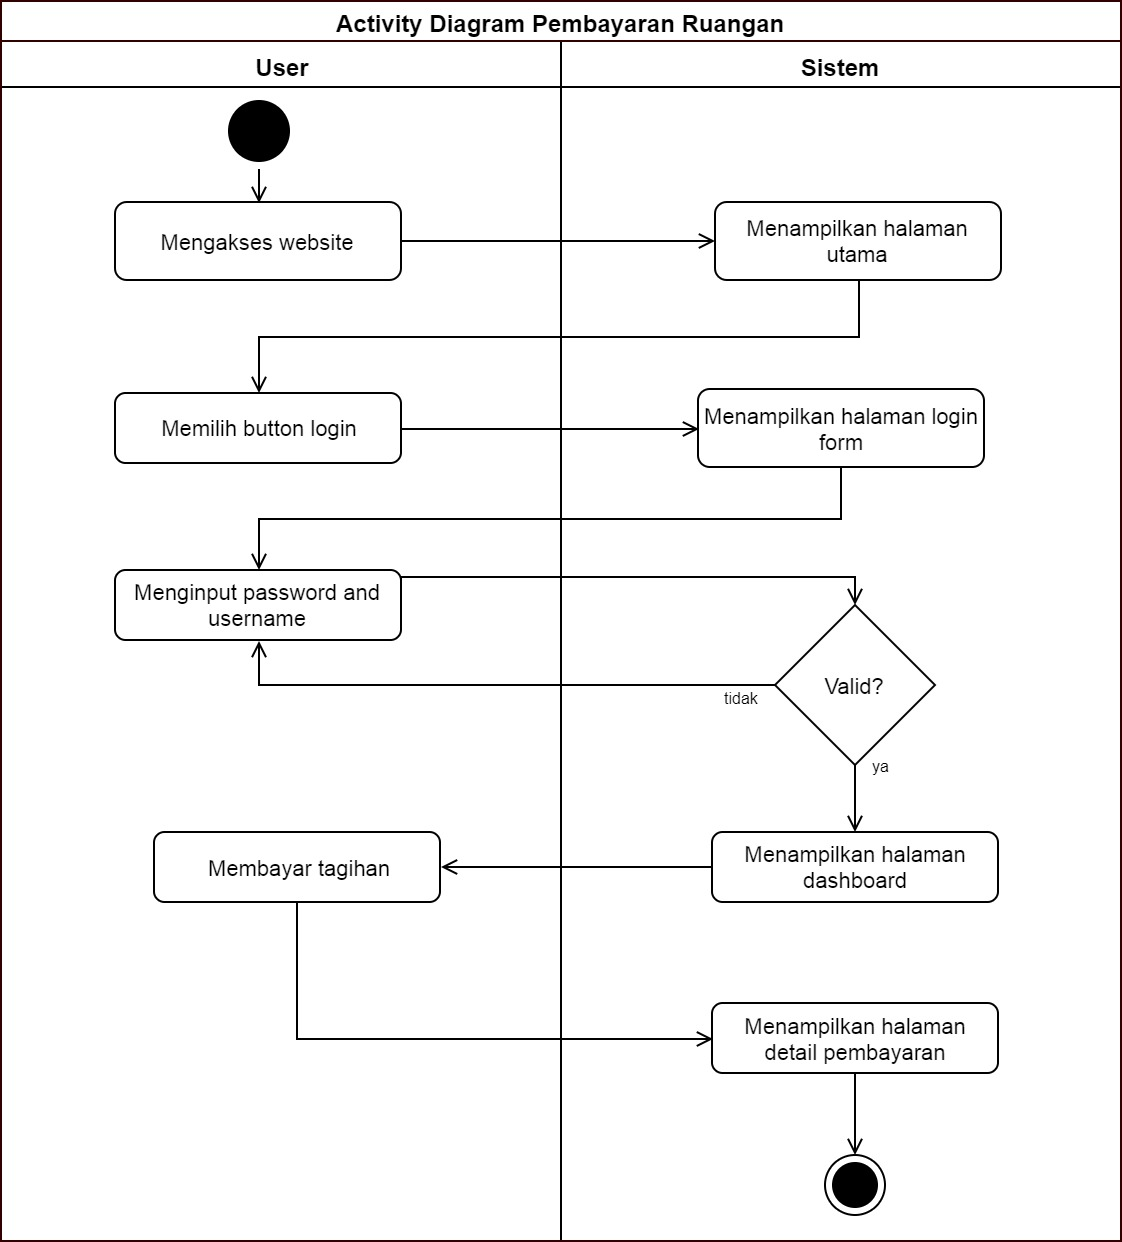 Activity Diagram Pembayaran Ruangan
User
Sistem
Mengakses website
Menampilkan halaman
utama
Memilih button login
Menampilkan halaman login
form
Menginput password and
username
Valid?
tidak
ya
Membayar tagihan
Menampilkan halaman
dashboard
Menampilkan halaman
detail pembayaran